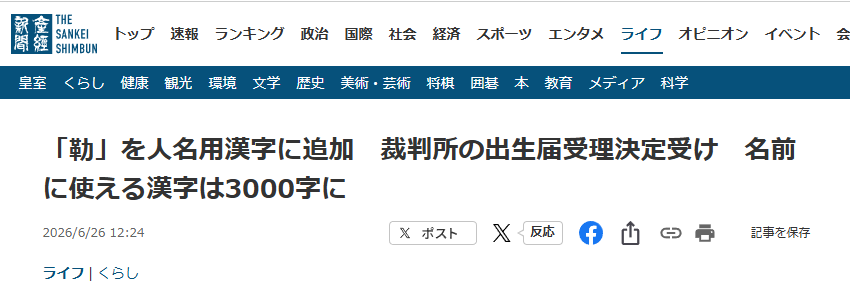 産經新聞
THE
SANKEI
SHIMBUN
トップ 速報 ランキング 政治 国際 社会 経済 スポーツ エンタメ ライフ オピニオン イベント 会
皇室 くらし 健康 観光 環境 文学 歴史 美術・芸術 将棋 囲碁 本 教育 メディア 科学
「勒」を人名用漢字に追加　裁判所の出生届受理決定受け　名前
に使える漢字は3000字に
2026/6/26 12:24
X ポスト X 反応 記事を保存
ライフ | くらし